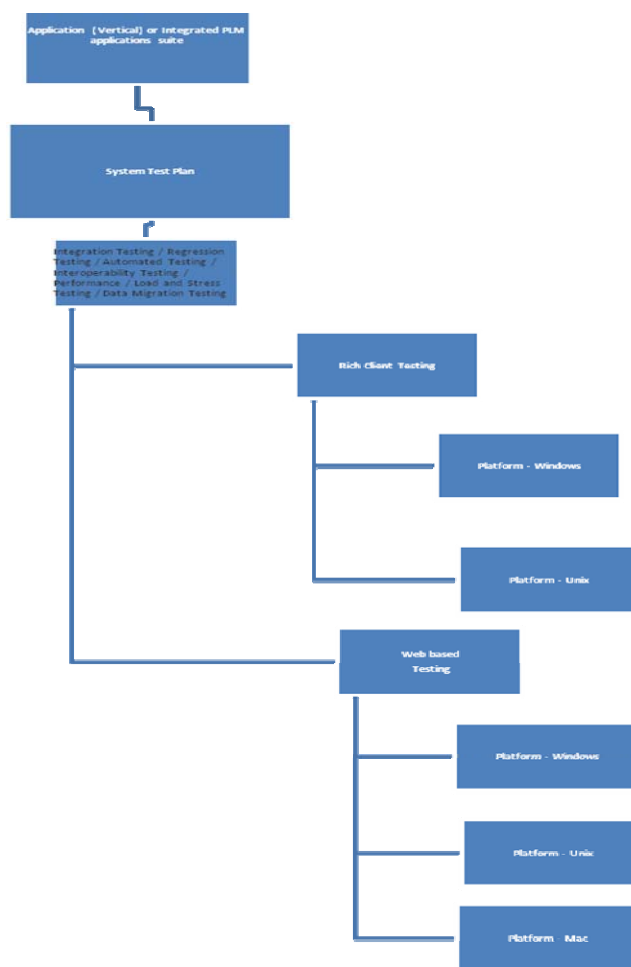 Application (Vertical) or Integrated PLM
applications suite
System Test Plan
Integration Testing / Regression
Testing / Automated Testing /
Interoperability Testing /
Performance / Load and Stress
Testing / Data Migration Testing
Rich Client Testing
Platform - Windows
Platform - Unix
Web based
Testing
Platform - Windows
Platform - Unix
Platform - Mac